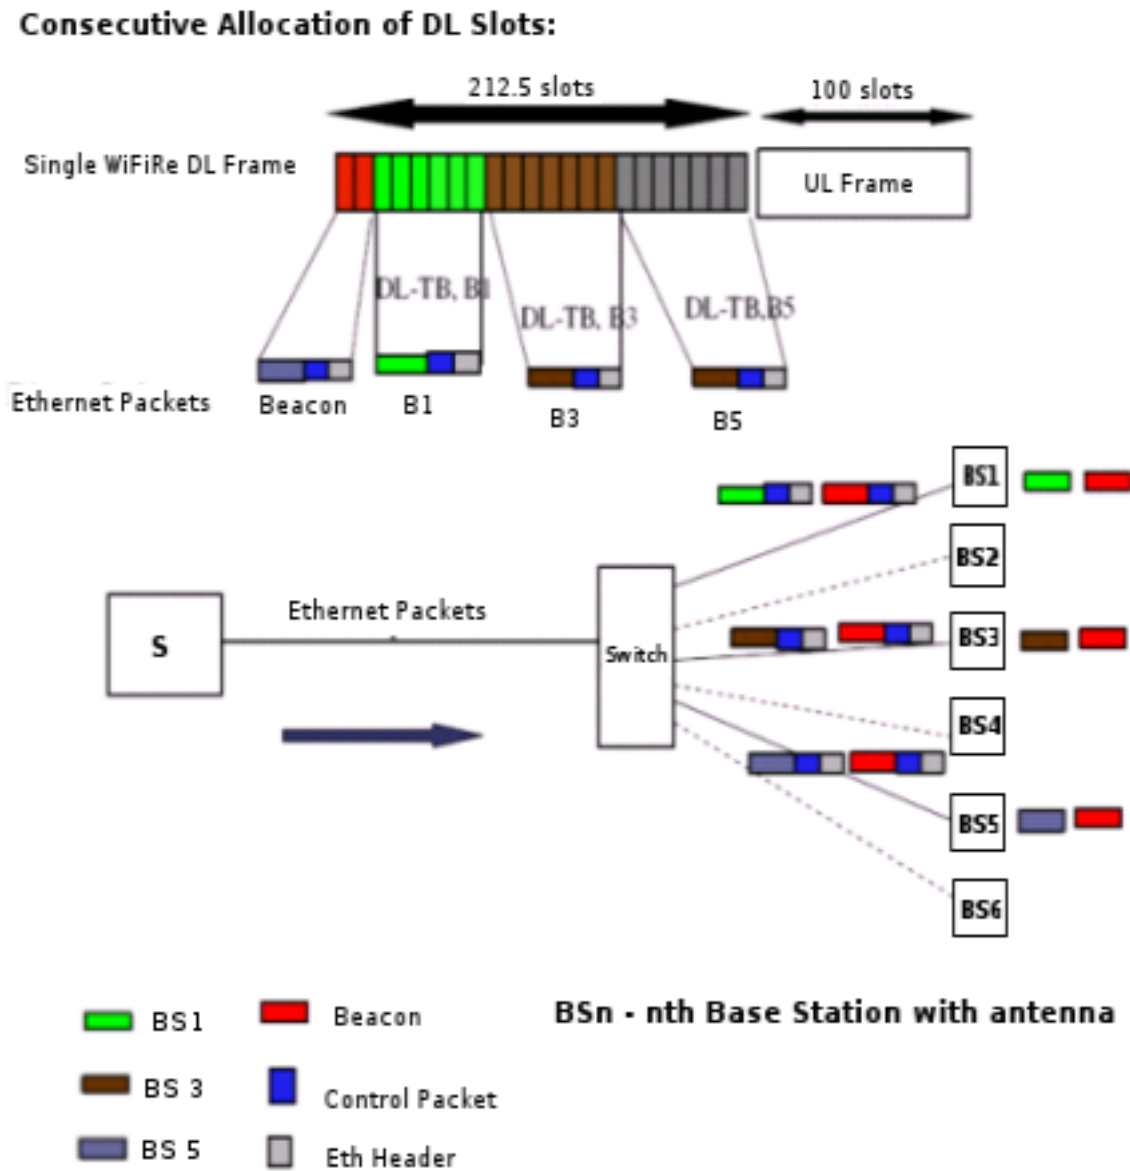 Consecutive Allocation of DL Slots:
212.5 slots
100 slots
Single WiFiRe DL Frame
UL Frame
DL-TB, B1
DL-TB, B3
DL-TB,B5
Ethernet Packets
Beacon
B1
B3
B5
BS1
BS2
Ethernet Packets
S
Switch
BS3
BS4
BS5
BS6
BS1
Beacon
BSn - nth Base Station with antenna
BS 3
Control Packet
BS 5
Eth Header